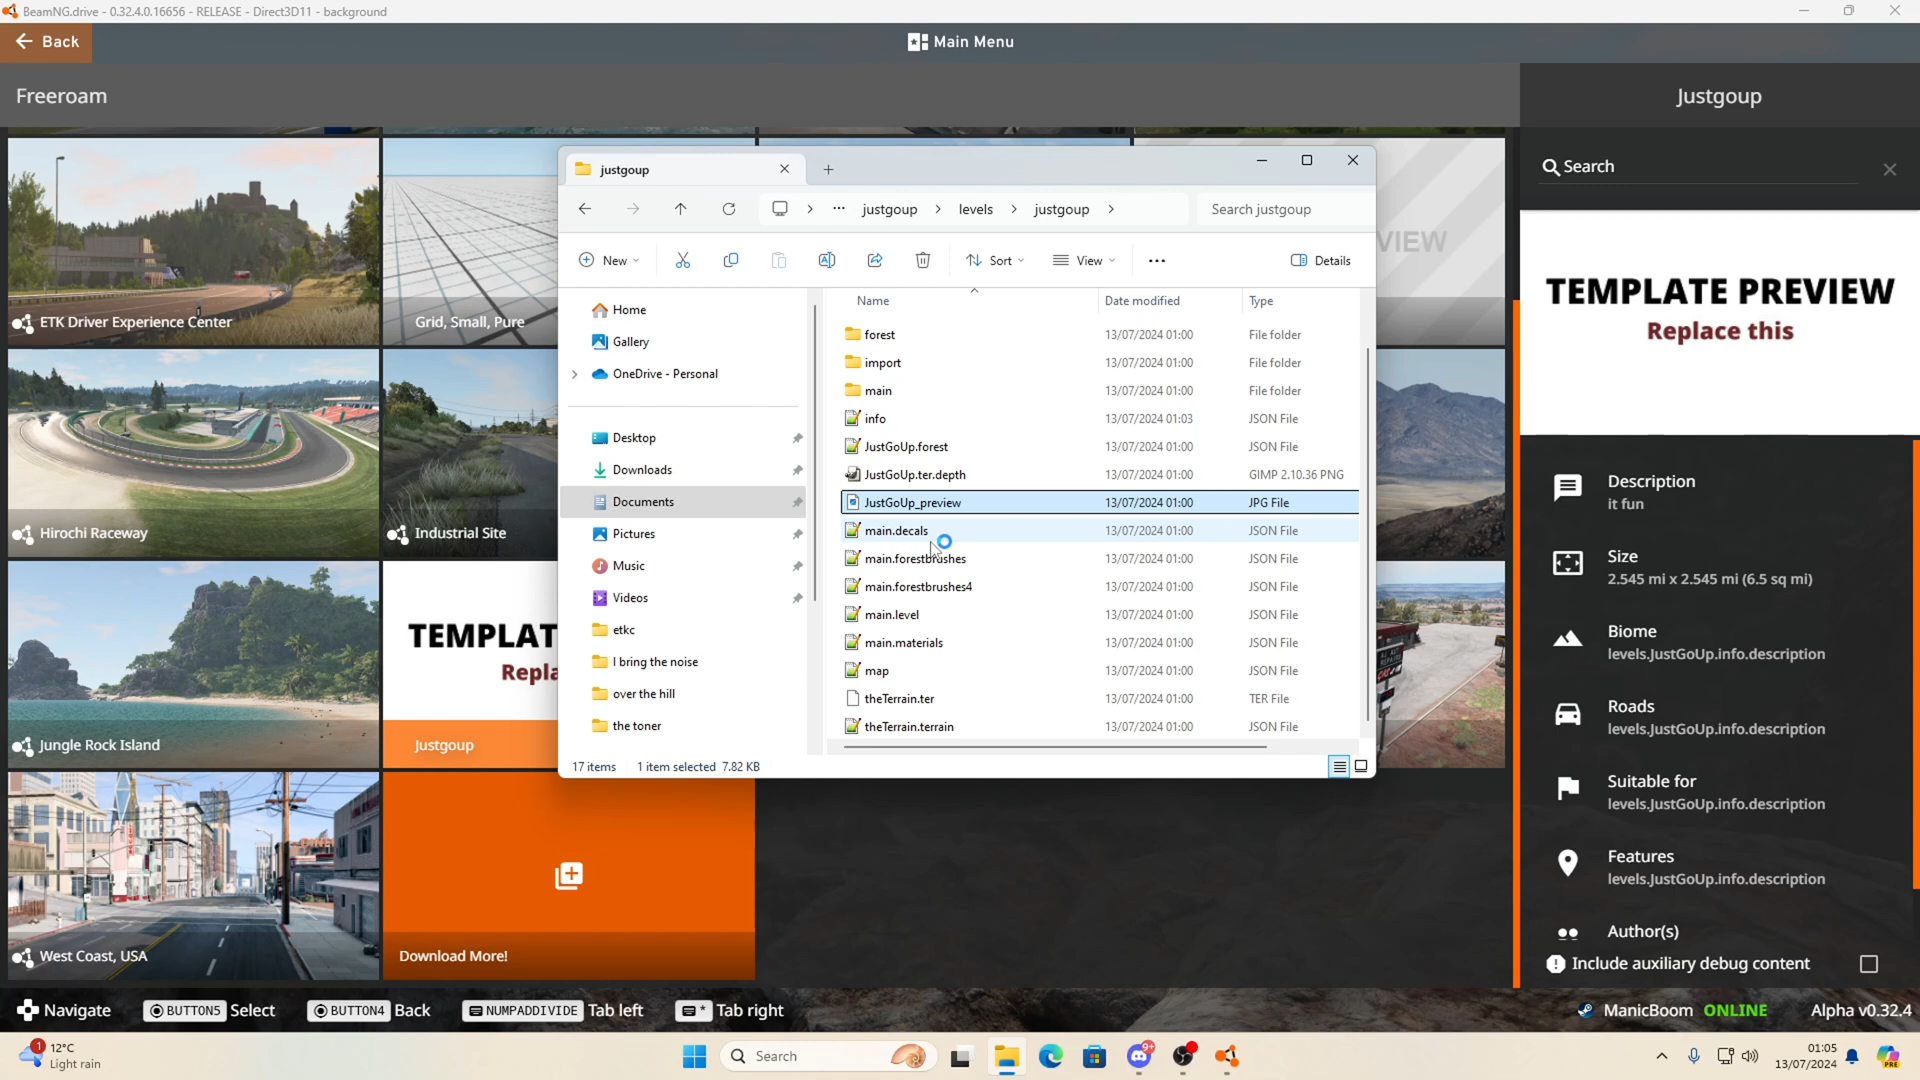 BeamNG.drive - 0.32.4.0.16656 - RELEASE - Direct3D11 - background
Back
Main Menu
Freeroam
Justgoup
Search
ETK Driver Experience Center
Grid, Small, Pure
VIEW
Hirochi Raceway
Industrial Site
Jungle Rock Island
TEMPLAT
Repla
Justgoup
West Coast, USA
Download More!
justgoup
justgoup
levels
justgoup
Search justgoup
New
Sort
View
Details
Home
Gallery
OneDrive - Personal
Desktop
Downloads
Documents
Pictures
Music
Videos
etkc
I bring the noise
over the hill
the toner
Name Date modified Type
forest 13/07/2024 01:00 File folder
import 13/07/2024 01:00 File folder
main 13/07/2024 01:00 File folder
info 13/07/2024 01:03 JSON File
JustGoUp.forest 13/07/2024 01:00 JSON File
JustGoUp.ter.depth 13/07/2024 01:00 GIMP 2.10.36 PNG
JustGoUp_preview 13/07/2024 01:00 JPG File
main.decals 13/07/2024 01:00 JSON File
main.forestbrushes 13/07/2024 01:00 JSON File
main.forestbrushes4 13/07/2024 01:00 JSON File
main.level 13/07/2024 01:00 JSON File
main.materials 13/07/2024 01:00 JSON File
map 13/07/2024 01:00 JSON File
theTerrain.ter 13/07/2024 01:00 TER File
theTerrain.terrain 13/07/2024 01:00 JSON File
17 items 1 item selected 7.82 KB
TEMPLATE PREVIEW
Replace this
Description
it fun
Size
2.545 mi x 2.545 mi (6.5 sq mi)
Biome
levels.JustGoUp.info.description
Roads
levels.JustGoUp.info.description
Suitable for
levels.JustGoUp.info.description
Features
levels.JustGoUp.info.description
Author(s)
Include auxiliary debug content
Navigate
BUTTON5 Select
BUTTON4 Back
NUMPADDIVIDE Tab left
* Tab right
ManicBoom ONLINE
Alpha v0.32.4
1
12°C
Light rain
Search
9+
01:05
13/07/2024
PRE